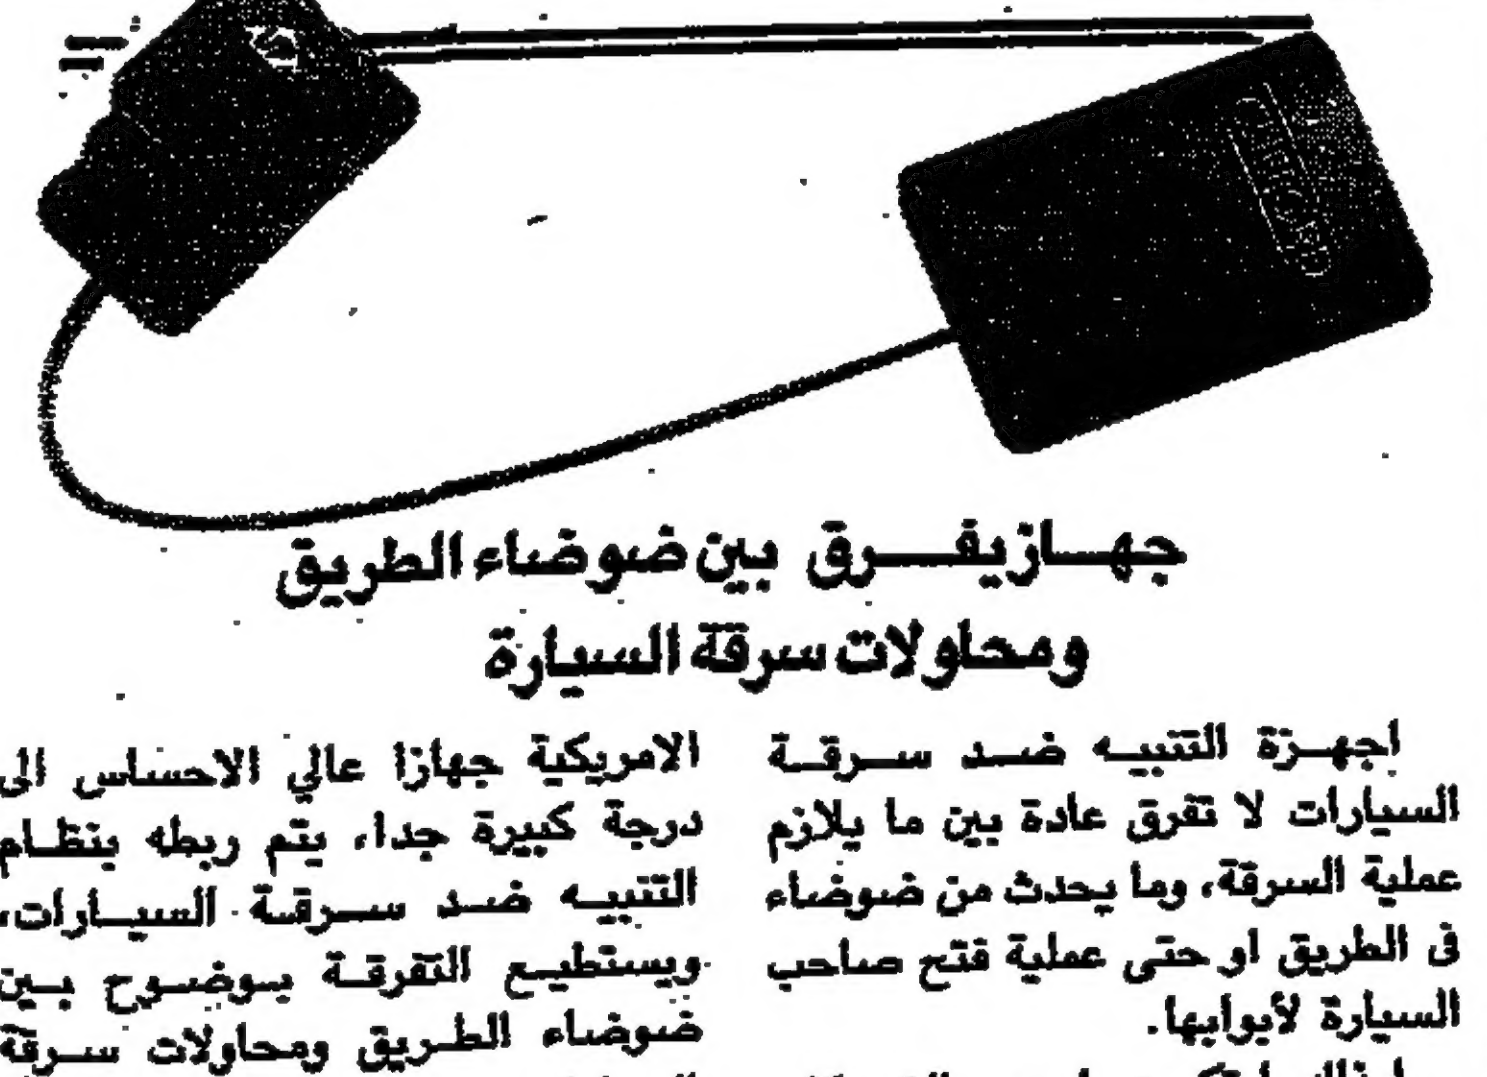 جهاز يفرق بين ضوضاء الطريق
ومحاولات سرقة السيارة
اجهزة التنبيه ضد سرقة
السيارات لا تفرق عادة بين ما يلازم
عملية السرقة، وما يحدث من ضوضاء
فى الطريق او حتى عملية فتح صاحب
السيارة لأبوابها.
الامريكية جهازا عالي الاحساس الى
درجة كبيرة جدا، يتم ربطه بنظام
التنبيه ضد سرقة السيارات،
ويستطيع التفرقة بوضوح بين
ضوضاء الطريق ومحاولات سرقة